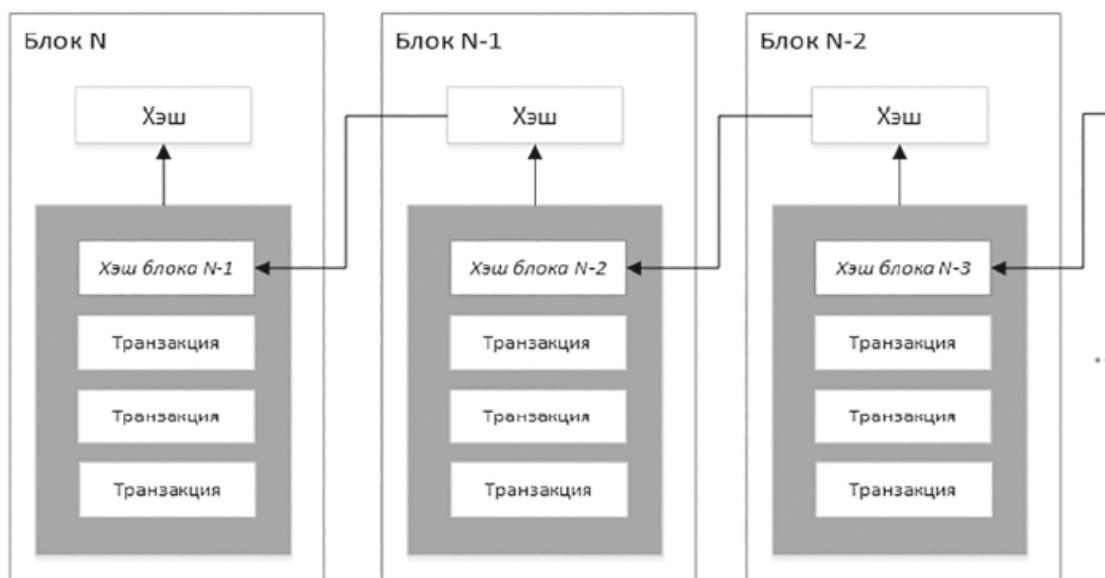 Блок N
Хэш
Хэш блока N-1
Транзакция
Транзакция
Транзакция
Блок N-1
Хэш
Хэш блока N-2
Транзакция
Транзакция
Транзакция
Блок N-2
Хэш
Хэш блока N-3
Транзакция
Транзакция
Транзакция